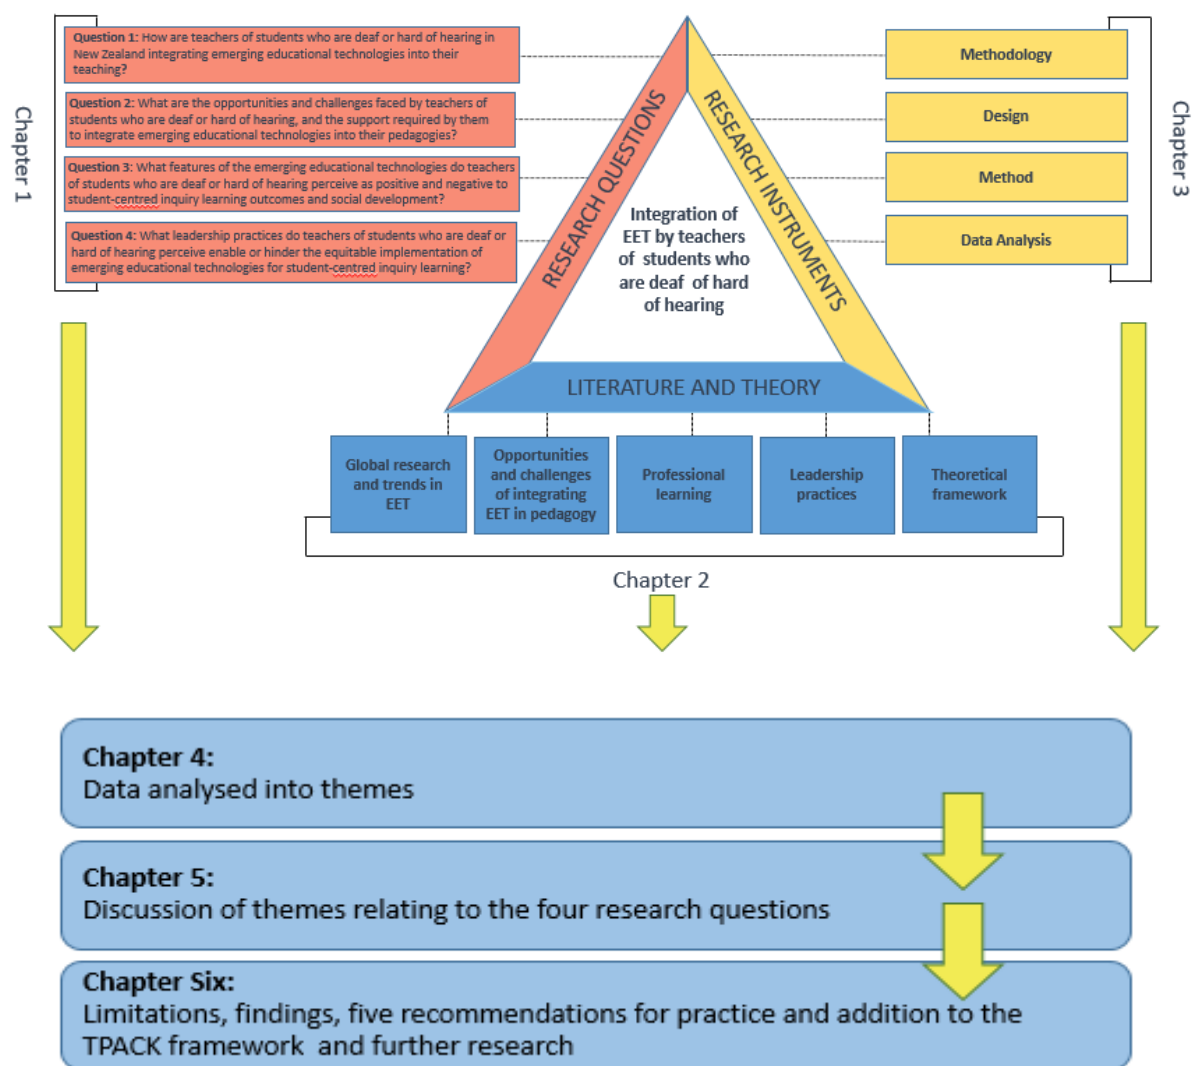 Chapter 1
Question 1: How are teachers of students who are deaf or hard of hearing in
New Zealand integrating emerging educational technologies into their
teaching?
Question 2: What are the opportunities and challenges faced by teachers of
students who are deaf or hard of hearing, and the support required by them
to integrate emerging educational technologies into their pedagogies?
Question 3: What features of the emerging educational technologies do teachers
of students who are deaf or hard of hearing perceive as positive and negative to
student-centred inquiry learning outcomes and social development?
Question 4: What leadership practices do teachers of students who are deaf or
hard of hearing perceive enable or hinder the equitable implementation of
emerging educational technologies for student-centred inquiry learning?
RESEARCH QUESTIONS
Integration of
EET by teachers
of students who
are deaf of hard
of hearing
RESEARCH INSTRUMENTS
Methodology
Design
Method
Data Analysis
Chapter 3
LITERATURE AND THEORY
Global research
and trends in
EET
Opportunities
and challenges
of integrating
EET in pedagogy
Professional
learning
Leadership
practices
Theoretical
framework
Chapter 2
Chapter 4:
Data analysed into themes
Chapter 5:
Discussion of themes relating to the four research questions
Chapter Six:
Limitations, findings, five recommendations for practice and addition to the
TPACK framework and further research